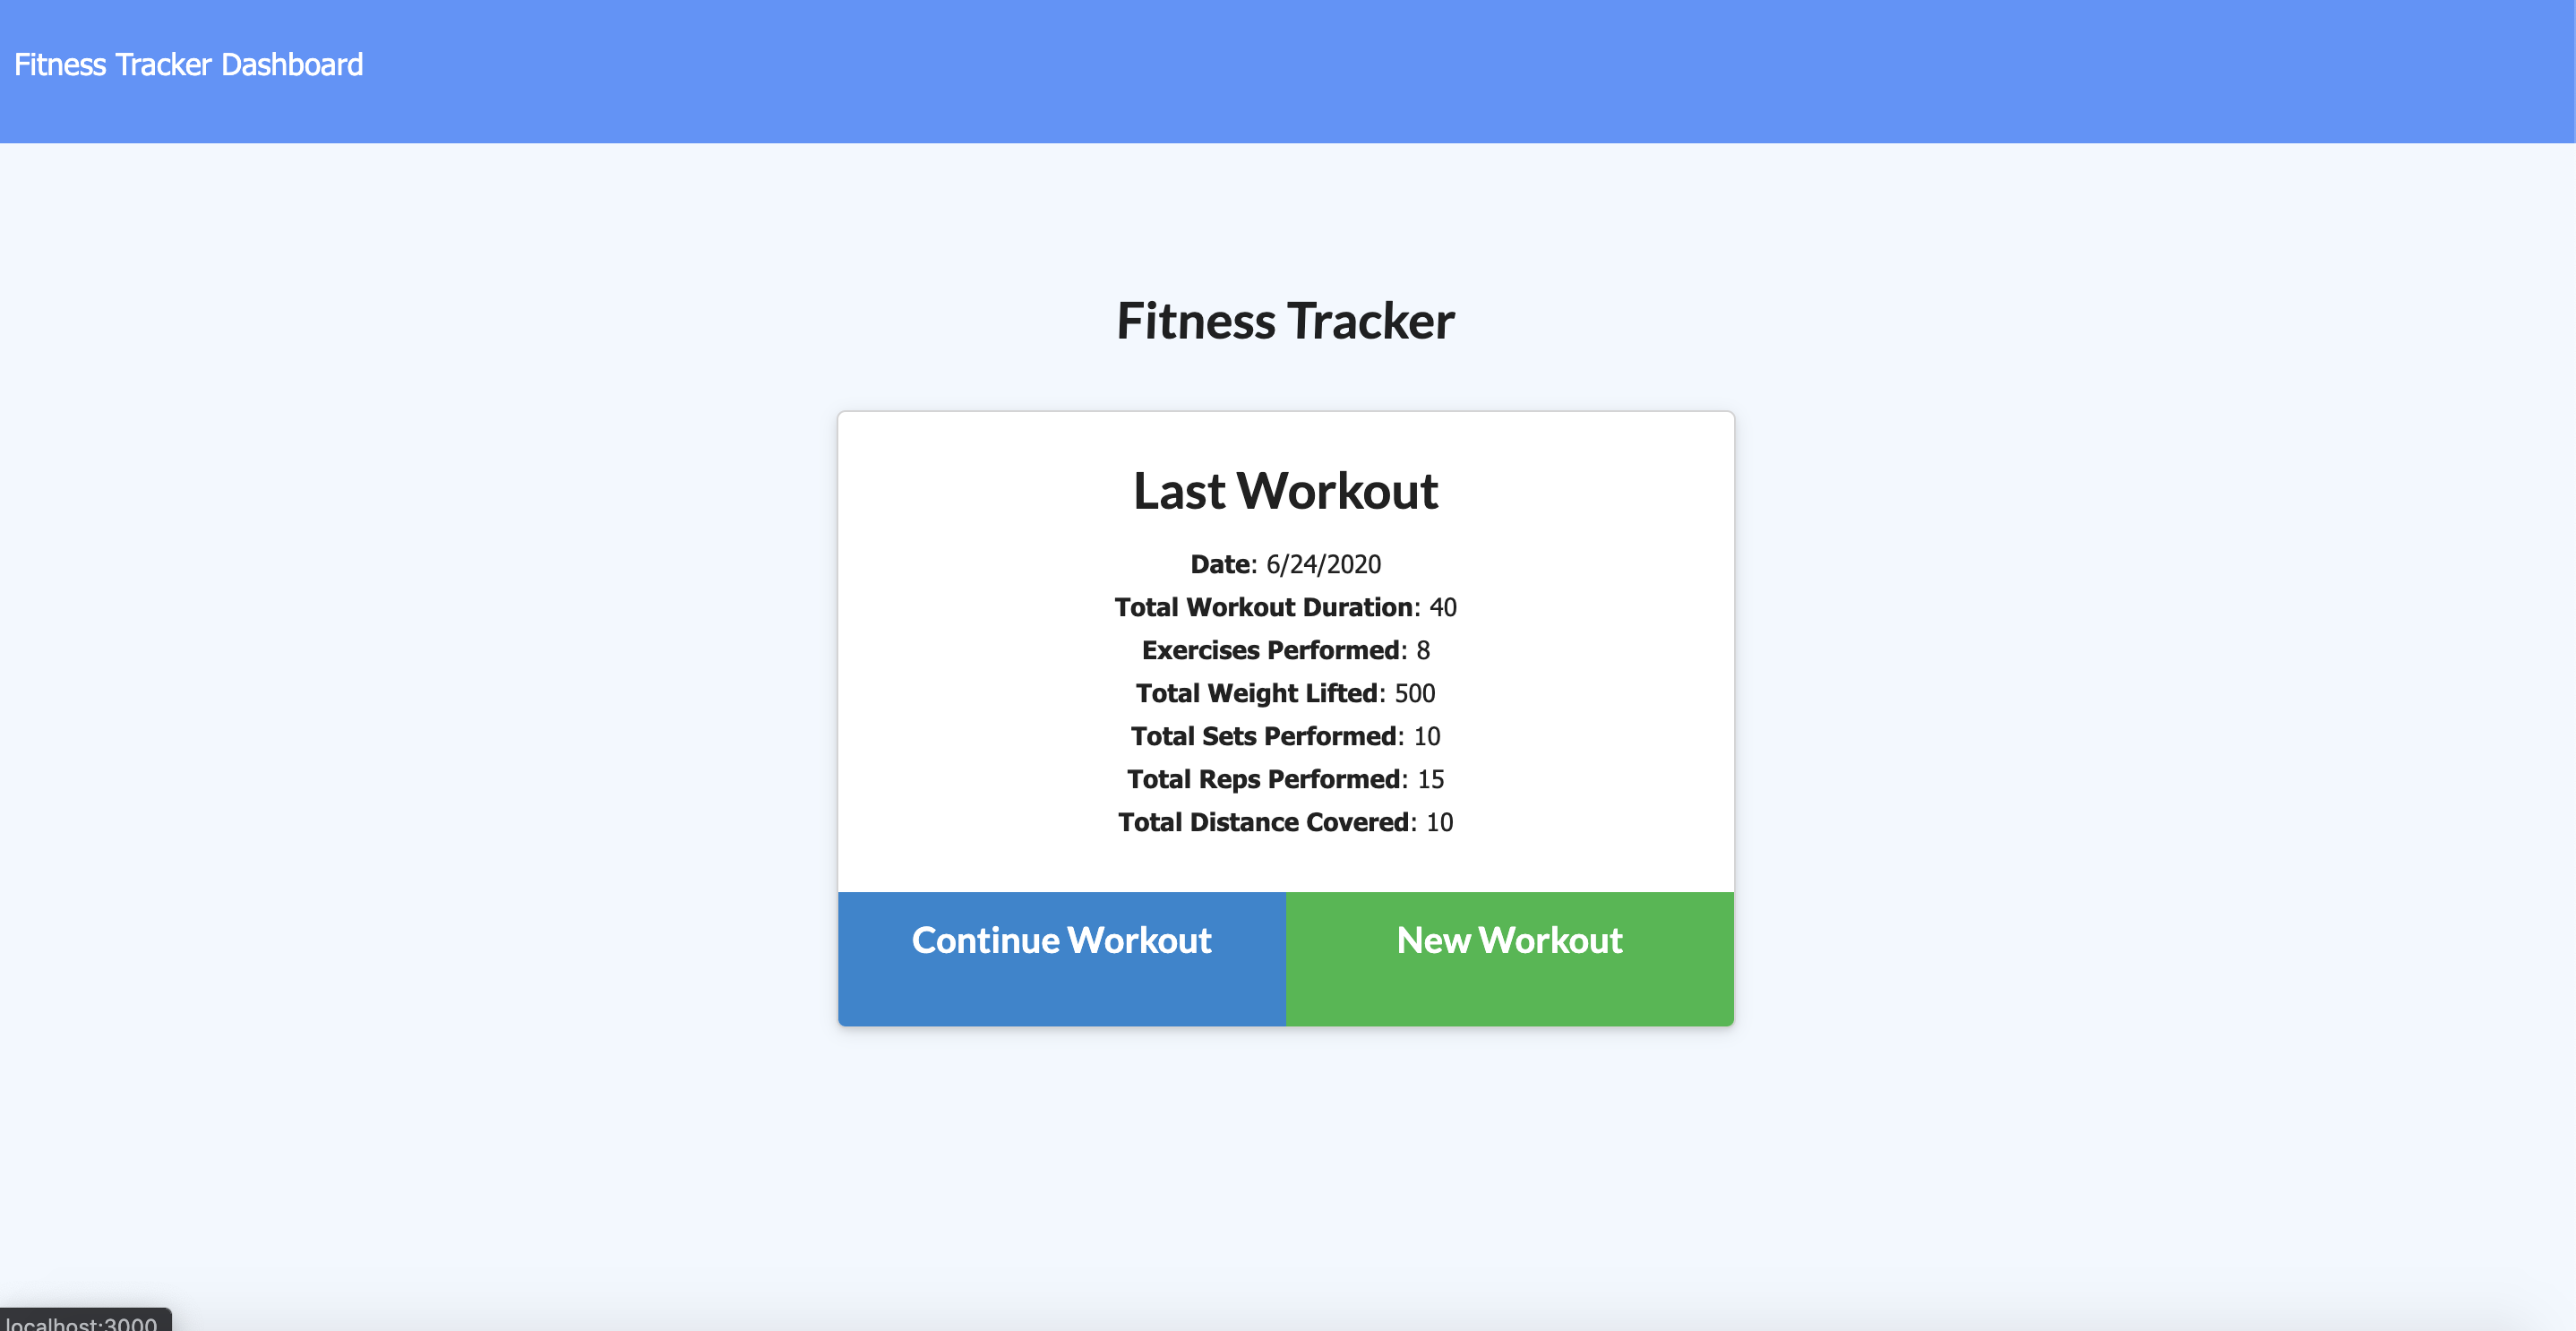 Fitness Tracker Dashboard
Fitness Tracker
Last Workout
Date: 6/24/2020
Total Workout Duration: 40
Exercises Performed: 8
Total Weight Lifted: 500
Total Sets Performed: 10
Total Reps Performed: 15
Total Distance Covered: 10
Continue Workout New Workout
localhost:3000